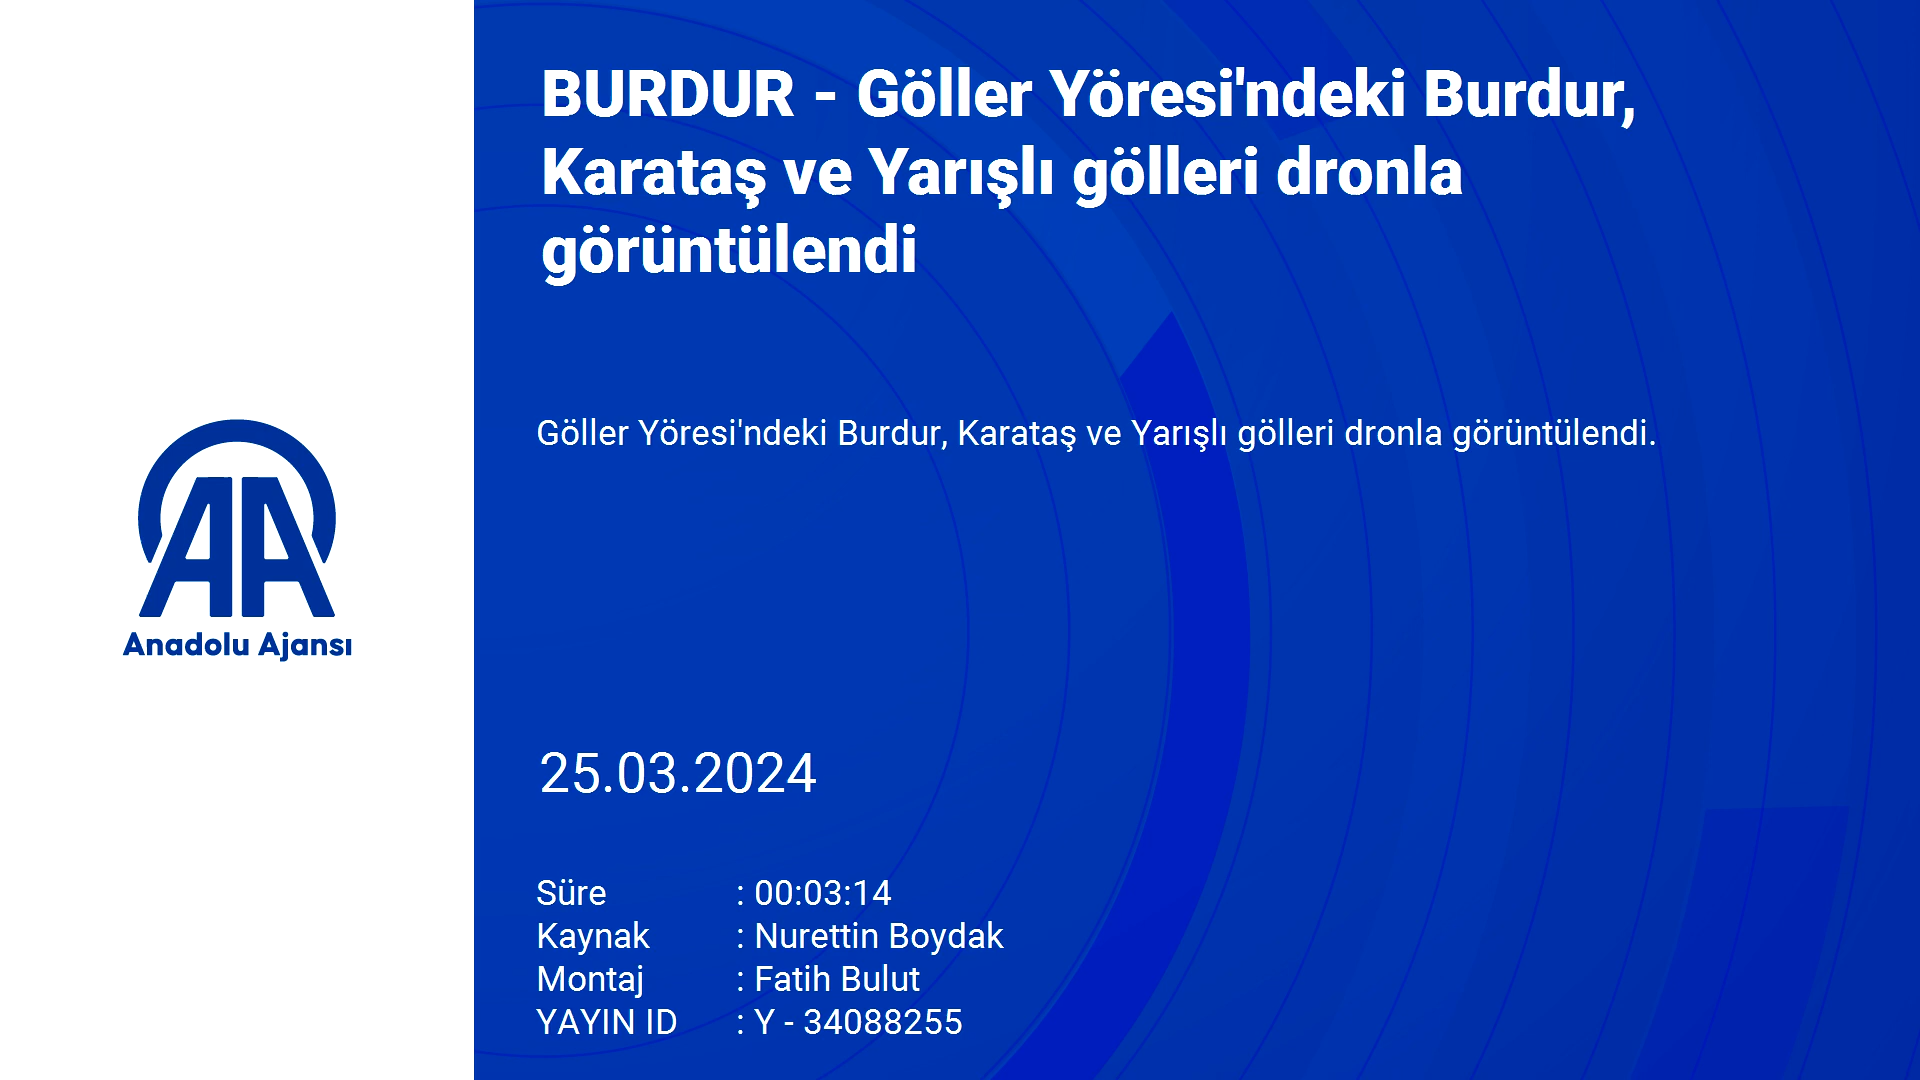 BURDUR - Göller Yöresi'ndeki Burdur,
Karataş ve Yarışlı gölleri dronla
görüntülendi
Göller Yöresi'ndeki Burdur, Karataş ve Yarışlı gölleri dronla görüntülendi.
AA
Anadolu Ajansı
25.03.2024
Süre : 00:03:14
Kaynak : Nurettin Boydak
Montaj : Fatih Bulut
YAYIN ID : Y - 34088255